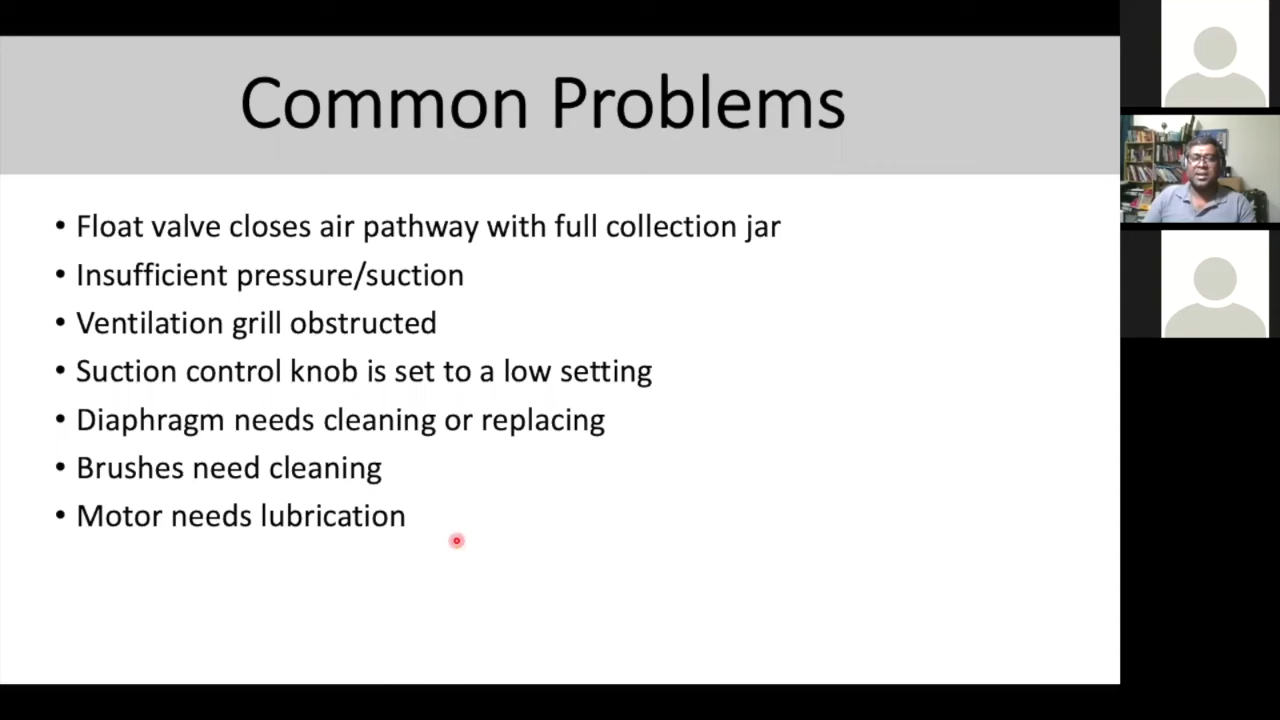 Common Problems
• Float valve closes air pathway with full collection jar
• Insufficient pressure/suction
• Ventilation grill obstructed
• Suction control knob is set to a low setting
• Diaphragm needs cleaning or replacing
• Brushes need cleaning
• Motor needs lubrication